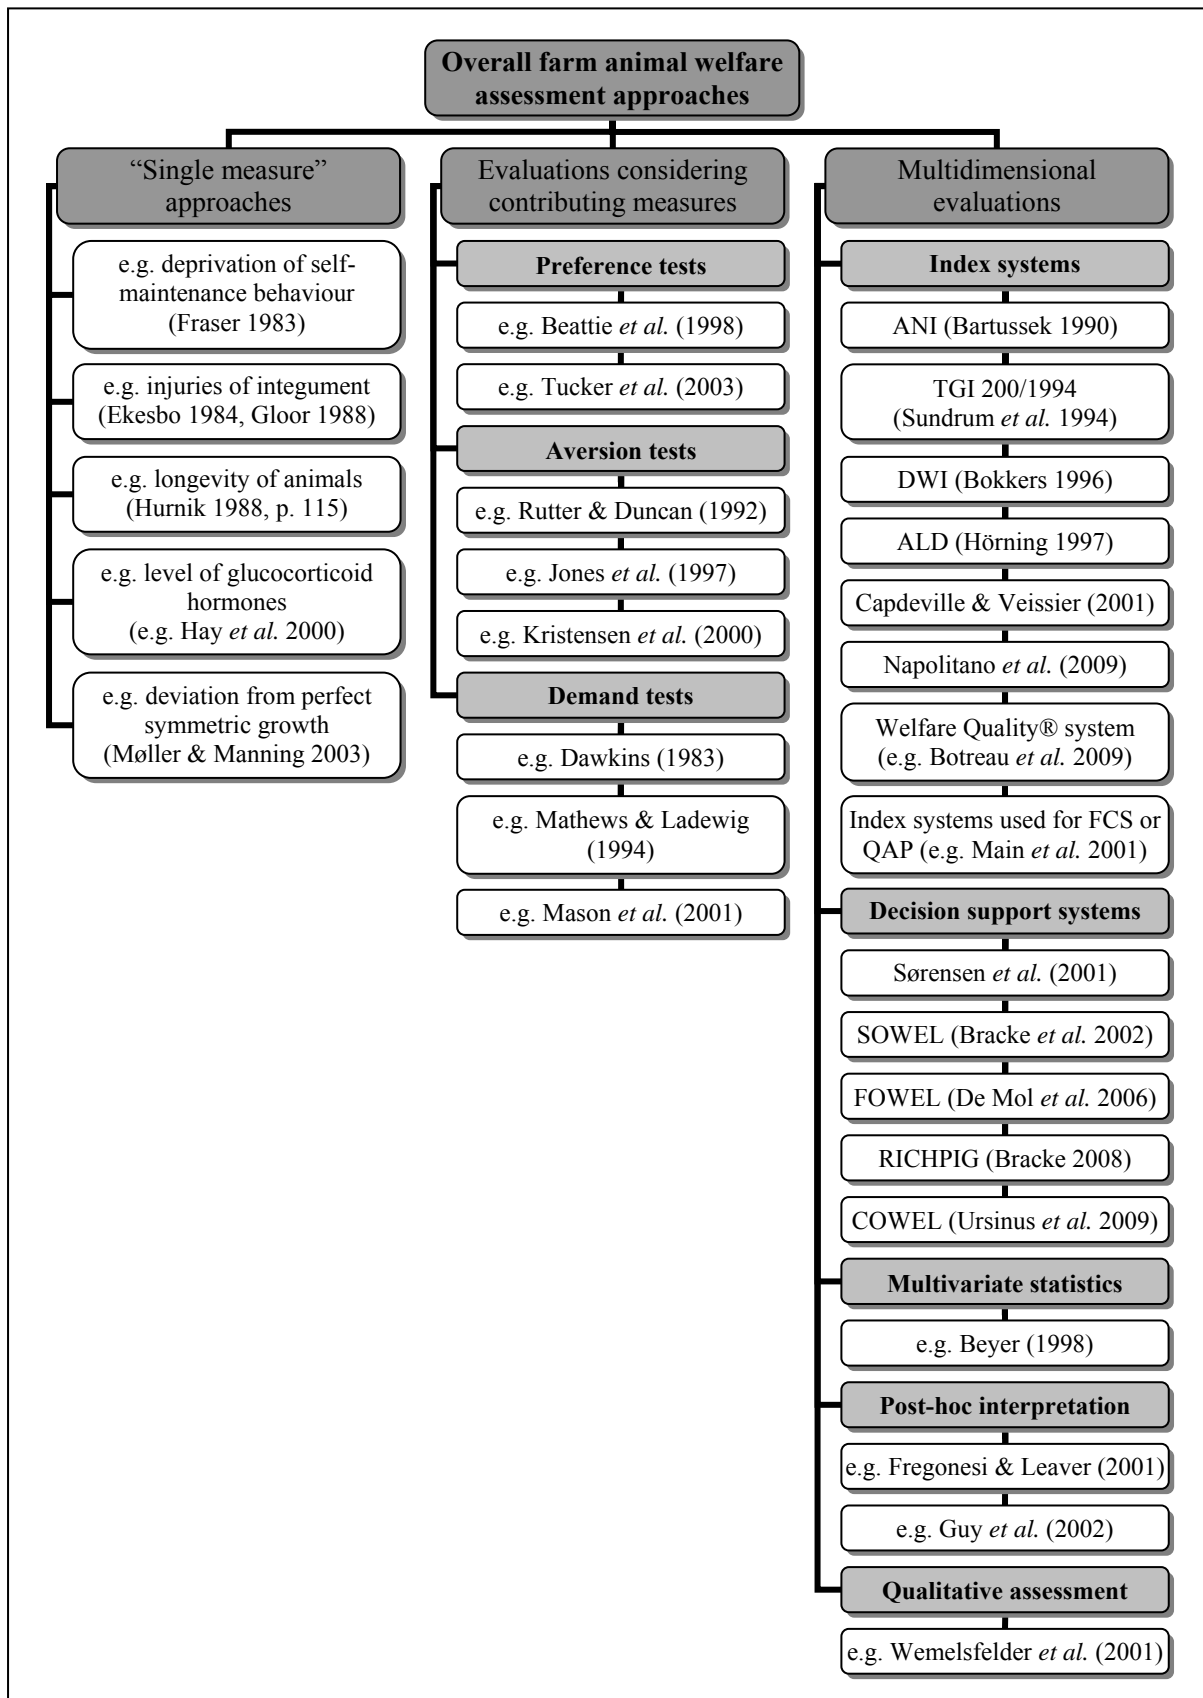 Overall farm animal welfare
assessment approaches
“Single measure”
approaches
e.g. deprivation of self-
maintenance behaviour
(Fraser 1983)
e.g. injuries of integument
(Ekesbo 1984, Gloor 1988)
e.g. longevity of animals
(Hurnik 1988, p. 115)
e.g. level of glucocorticoid
hormones
(e.g. Hay et al. 2000)
e.g. deviation from perfect
symmetric growth
(Møller & Manning 2003)
Evaluations considering
contributing measures
Preference tests
e.g. Beattie et al. (1998)
e.g. Tucker et al. (2003)
Aversion tests
e.g. Rutter & Duncan (1992)
e.g. Jones et al. (1997)
e.g. Kristensen et al. (2000)
Demand tests
e.g. Dawkins (1983)
e.g. Mathews & Ladewig
(1994)
e.g. Mason et al. (2001)
Multidimensional
evaluations
Index systems
ANI (Bartussek 1990)
TGI 200/1994
(Sundrum et al. 1994)
DWI (Bokkers 1996)
ALD (Hörning 1997)
Capdeville & Veissier (2001)
Napolitano et al. (2009)
Welfare Quality® system
(e.g. Botreau et al. 2009)
Index systems used for FCS or
QAP (e.g. Main et al. 2001)
Decision support systems
Sørensen et al. (2001)
SOWEL (Bracke et al. 2002)
FOWEL (De Mol et al. 2006)
RICHPIG (Bracke 2008)
COWEL (Ursinus et al. 2009)
Multivariate statistics
e.g. Beyer (1998)
Post-hoc interpretation
e.g. Fregonesi & Leaver (2001)
e.g. Guy et al. (2002)
Qualitative assessment
e.g. Wemelsfelder et al. (2001)